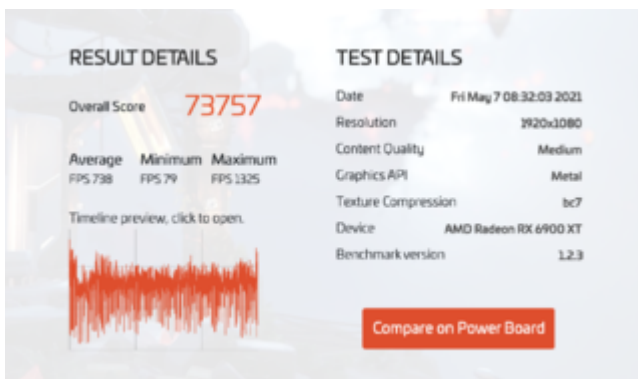 RESULT DETAILS
Overall Score 73757
Average Minimum Maximum
FPS 738 FPS 79 FPS 1325
Timeline preview, click to open.
TEST DETAILS
Date Fri May 7 08:32:03 2021
Resolution 1920x1080
Content Quality Medium
Graphics API Metal
Texture Compression bc7
Device AMD Radeon RX 6900 XT
Benchmark version 1.2.3
Compare on Power Board